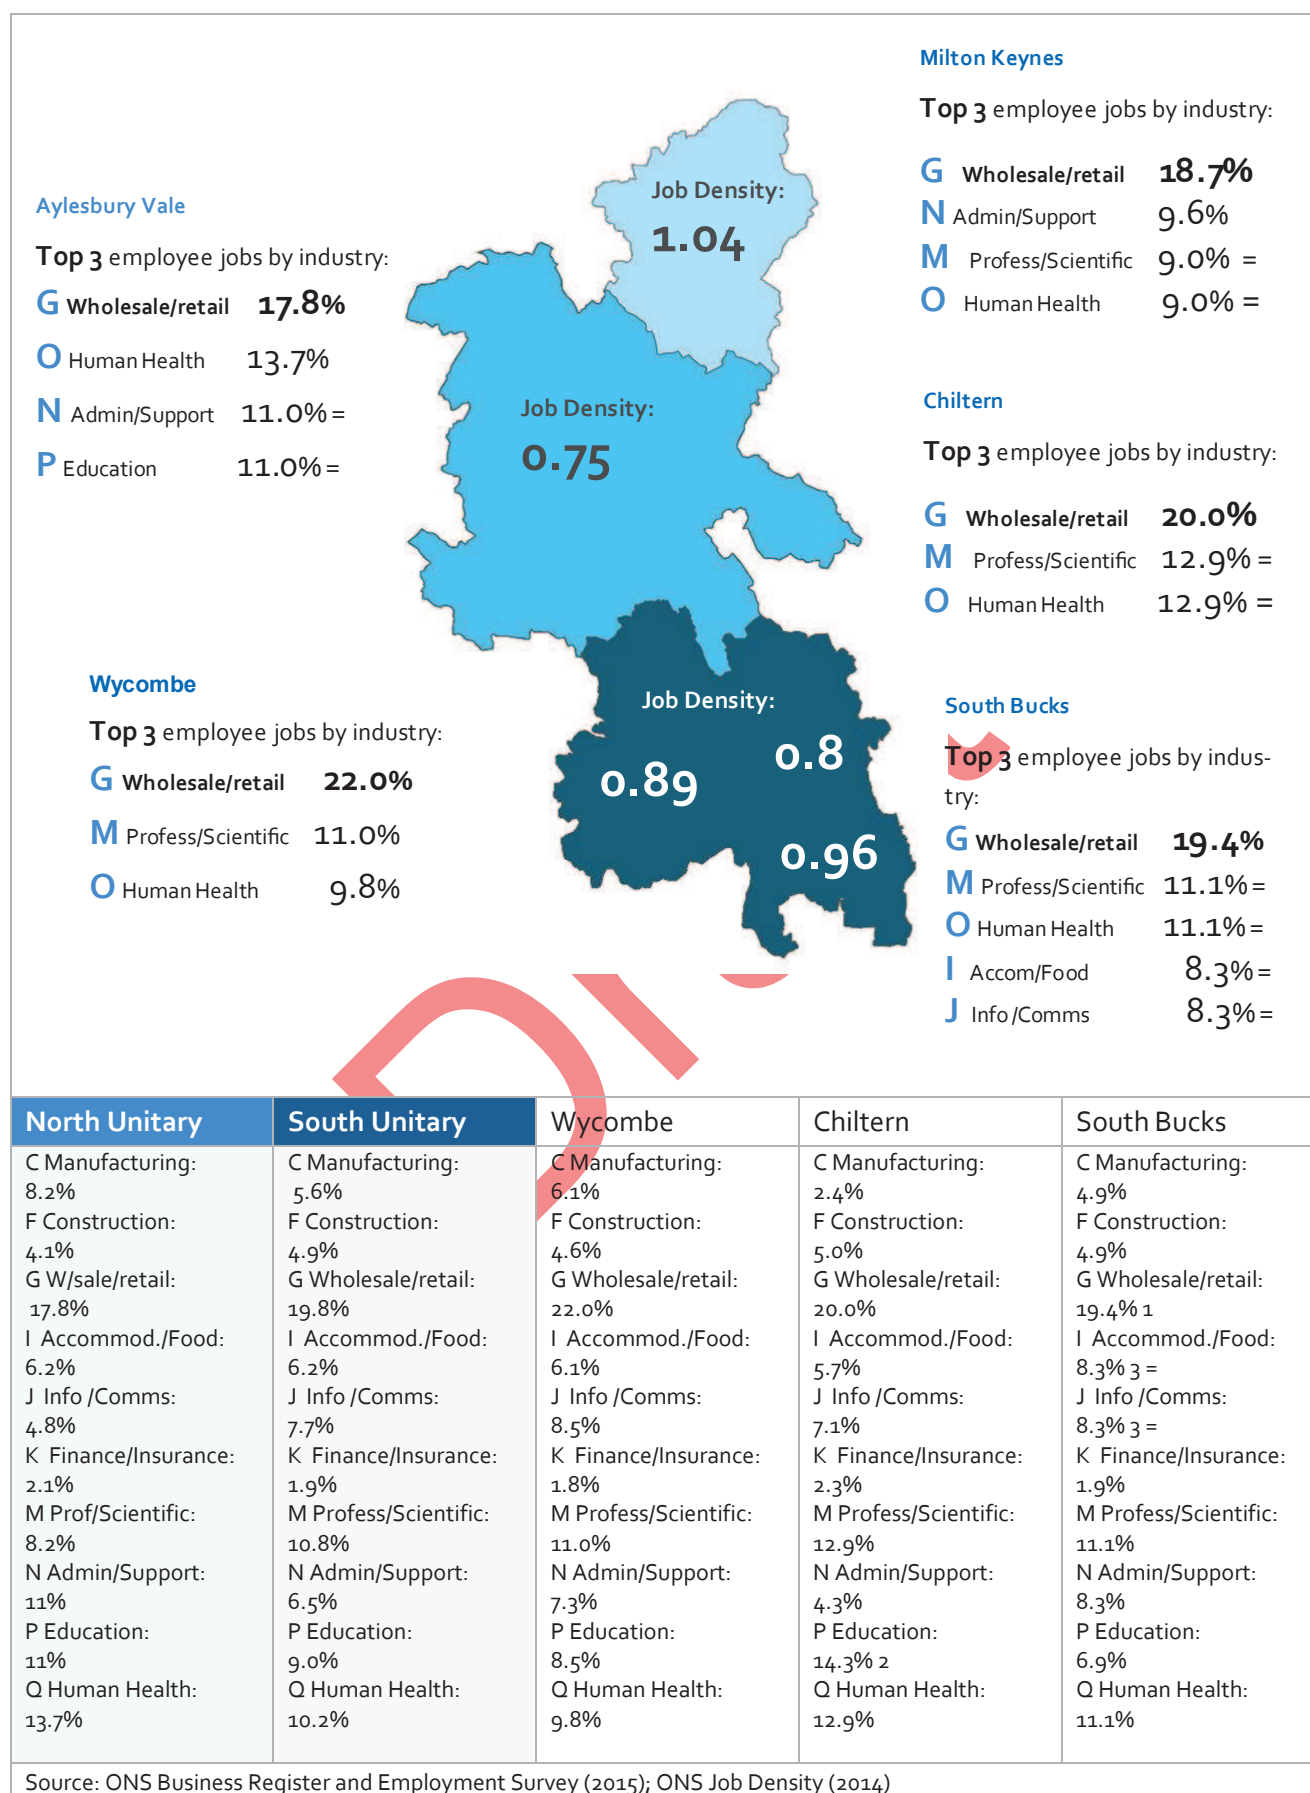 Milton Keynes
Top 3 employee jobs by industry:
G Wholesale/retail 18.7%
N Admin/Support 9.6%
M Profess/Scientific 9.0% =
O Human Health 9.0% =
Job Density:
1.04
Aylesbury Vale
Top 3 employee jobs by industry:
G Wholesale/retail 17.8%
O Human Health 13.7%
N Admin/Support 11.0% =
P Education 11.0% =
Job Density:
0.75
Chiltern
Top 3 employee jobs by industry:
G Wholesale/retail 20.0%
M Profess/Scientific 12.9% =
O Human Health 12.9% =
Wycombe
Top 3 employee jobs by industry:
G Wholesale/retail 22.0%
M Profess/Scientific 11.0%
O Human Health 9.8%
Job Density:
0.8
0.89
0.96
South Bucks
Top 3 employee jobs by indus-
try:
G Wholesale/retail 19.4%
M Profess/Scientific 11.1% =
O Human Health 11.1% =
I Accom/Food 8.3% =
J Info /Comms 8.3% =
North Unitary
C Manufacturing:
8.2%
F Construction:
4.1%
G W/sale/retail:
17.8%
I Accommod./Food:
6.2%
J Info /Comms:
4.8%
K Finance/Insurance:
2.1%
M Prof/Scientific:
8.2%
N Admin/Support:
11%
P Education:
11%
Q Human Health:
13.7%
South Unitary
C Manufacturing:
5.6%
F Construction:
4.9%
G Wholesale/retail:
19.8%
I Accommod./Food:
6.2%
J Info /Comms:
7.7%
K Finance/Insurance:
1.9%
M Profess/Scientific:
10.8%
N Admin/Support:
6.5%
P Education:
9.0%
Q Human Health:
10.2%
Wycombe
C Manufacturing:
6.1%
F Construction:
4.6%
G Wholesale/retail:
22.0%
I Accommod./Food:
6.1%
J Info /Comms:
8.5%
K Finance/Insurance:
1.8%
M Profess/Scientific:
11.0%
N Admin/Support:
7.3%
P Education:
8.5%
Q Human Health:
9.8%
Chiltern
C Manufacturing:
2.4%
F Construction:
5.0%
G Wholesale/retail:
20.0%
I Accommod./Food:
5.7%
J Info /Comms:
7.1%
K Finance/Insurance:
2.3%
M Profess/Scientific:
12.9%
N Admin/Support:
4.3%
P Education:
14.3% 2
Q Human Health:
12.9%
South Bucks
C Manufacturing:
4.9%
F Construction:
4.9%
G Wholesale/retail:
19.4% 1
I Accommod./Food:
8.3% 3 =
J Info /Comms:
8.3% 3 =
K Finance/Insurance:
1.9%
M Profess/Scientific:
11.1%
N Admin/Support:
8.3%
P Education:
6.9%
Q Human Health:
11.1%
Source: ONS Business Register and Employment Survey (2015); ONS Job Density (2014)